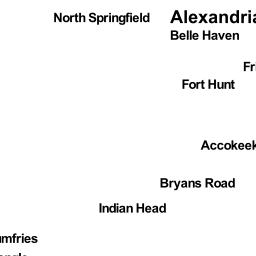 North Springfield
Alexandria
Belle Haven
Fort Hunt
Accokeek
Bryans Road
Indian Head
umfries